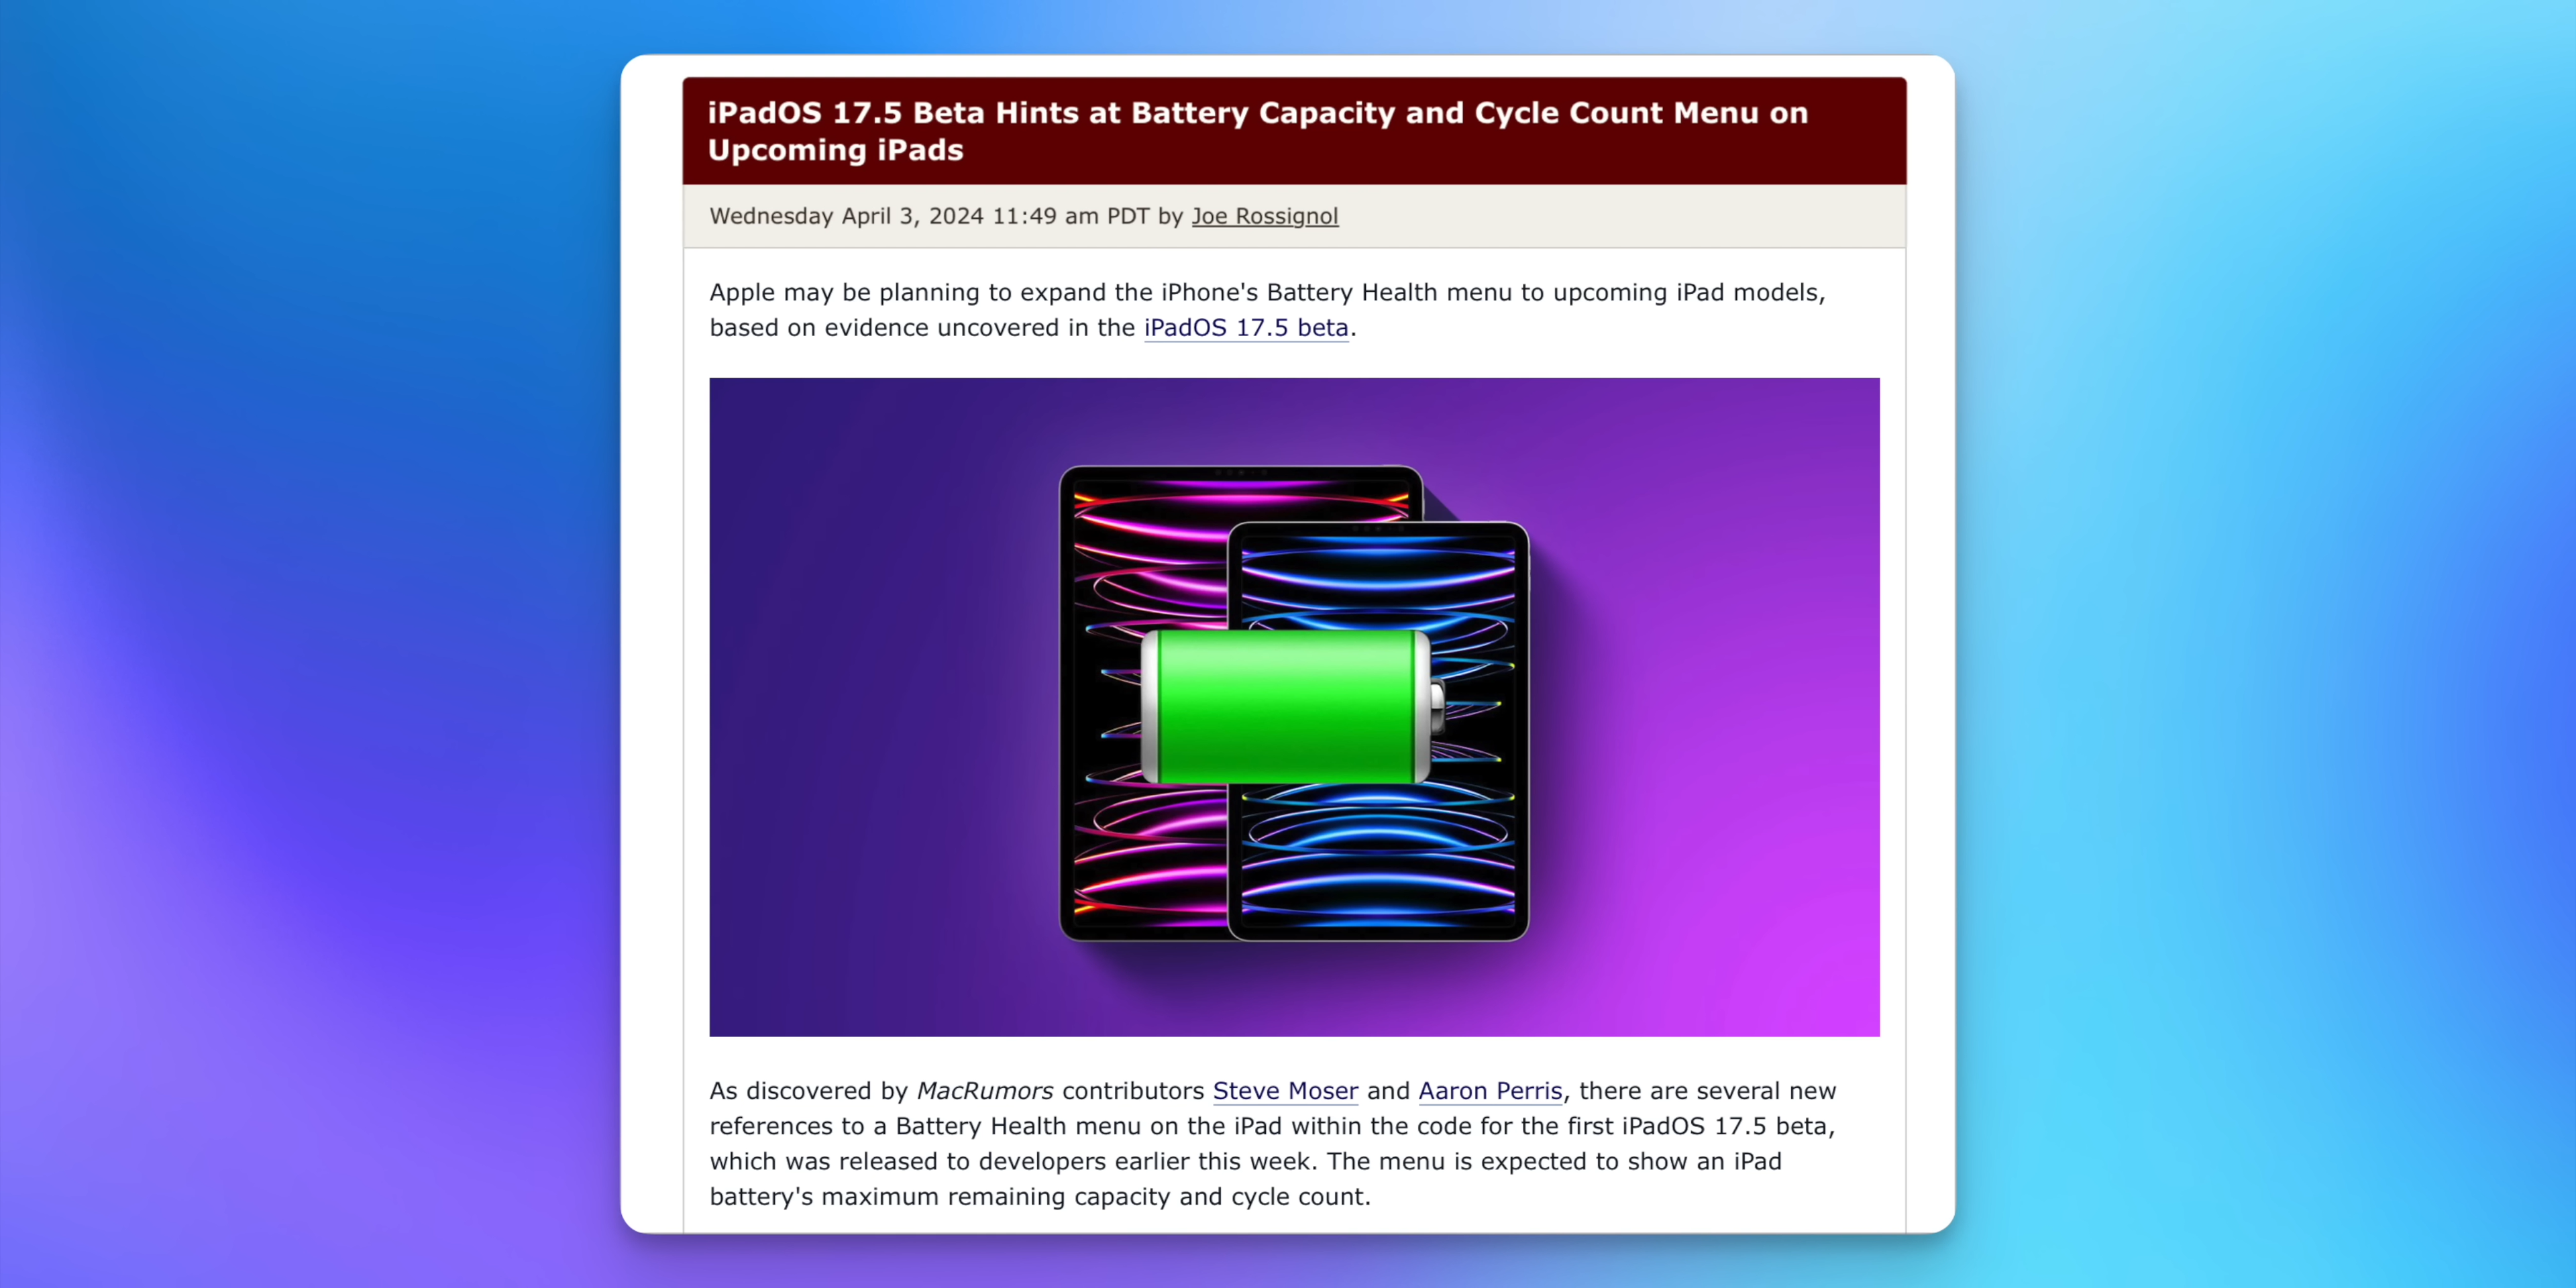 iPadOS 17.5 Beta Hints at Battery Capacity and Cycle Count Menu on
Upcoming iPads
Wednesday April 3, 2024 11:49 am PDT by Joe Rossignol
Apple may be planning to expand the iPhone's Battery Health menu to upcoming iPad models,
based on evidence uncovered in the iPadOS 17.5 beta.
As discovered by MacRumors contributors Steve Moser and Aaron Perris, there are several new
references to a Battery Health menu on the iPad within the code for the first iPadOS 17.5 beta,
which was released to developers earlier this week. The menu is expected to show an iPad
battery's maximum remaining capacity and cycle count.